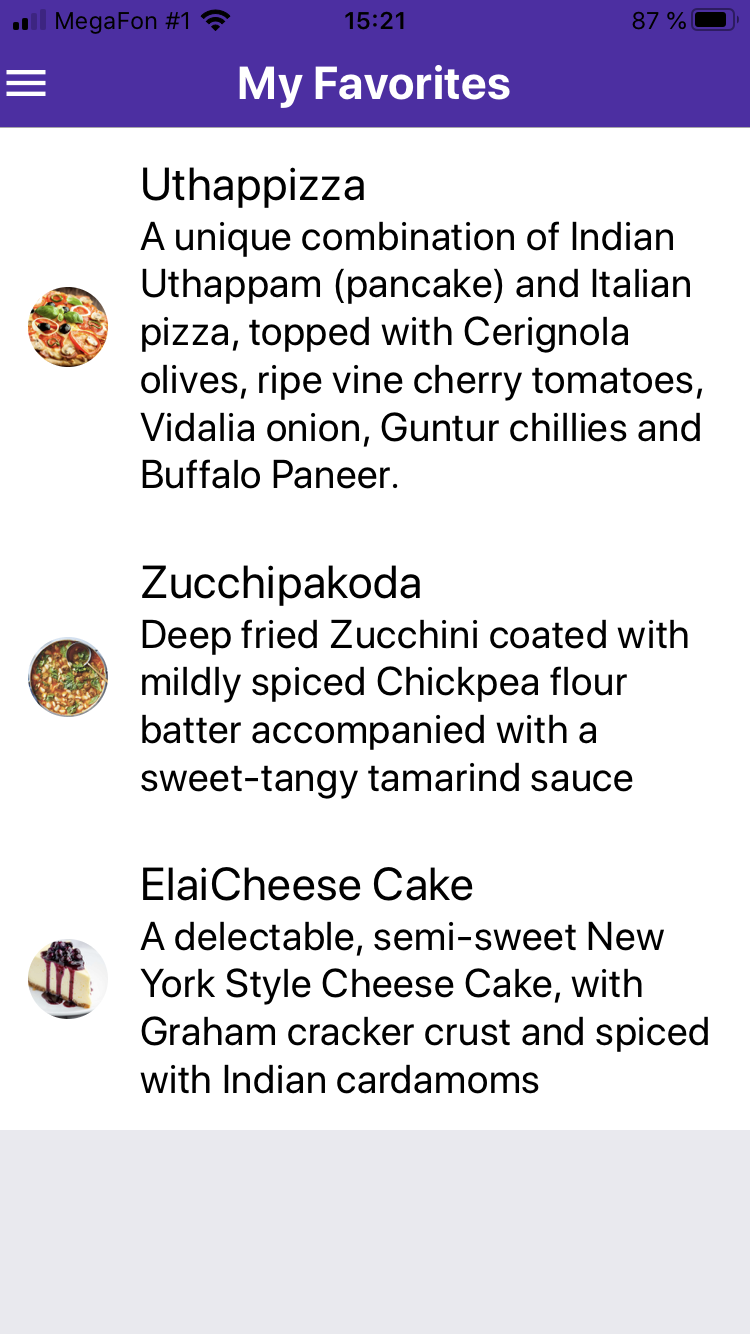 MegaFon #1 15:21 87 %
My Favorites
Uthappizza
A unique combination of Indian
Uthappam (pancake) and Italian
pizza, topped with Cerignola
olives, ripe vine cherry tomatoes,
Vidalia onion, Guntur chillies and
Buffalo Paneer.
Zucchipakoda
Deep fried Zucchini coated with
mildly spiced Chickpea flour
batter accompanied with a
sweet-tangy tamarind sauce
ElaiCheese Cake
A delectable, semi-sweet New
York Style Cheese Cake, with
Graham cracker crust and spiced
with Indian cardamoms